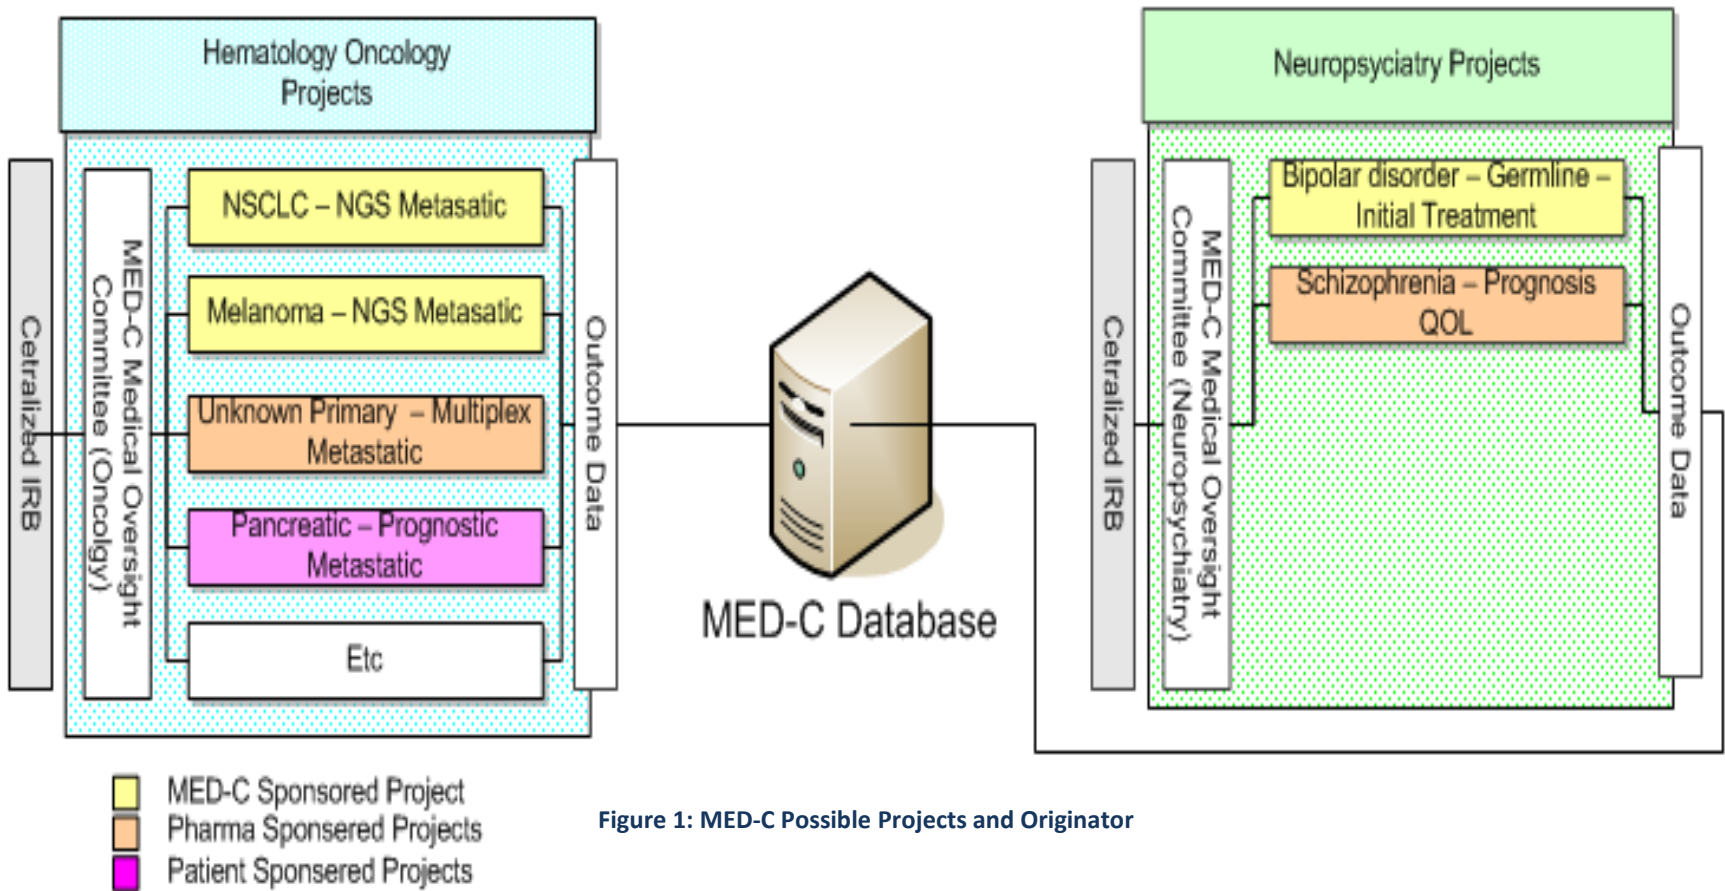 Hematology Oncology
Projects
Cetralized IRB
MED-C Medical Oversight
Committee (Oncolgy)
NSCLC – NGS Metasatic
Melanoma – NGS Metasatic
Unknown Primary – Multiplex
Metastatic
Pancreatic – Prognostic
Metastatic
Etc
Outcome Data
MED-C Database
Neuropsyciatry Projects
Cetralized IRB
MED-C Medical Oversight
Committee (Neuropsychiatry)
Bipolar disorder – Germline –
Initial Treatment
Schizophrenia – Prognosis
QOL
Outcome Data
MED-C Sponsored Project
Pharma Sponsered Projects
Patient Sponsered Projects
Figure 1: MED-C Possible Projects and Originator